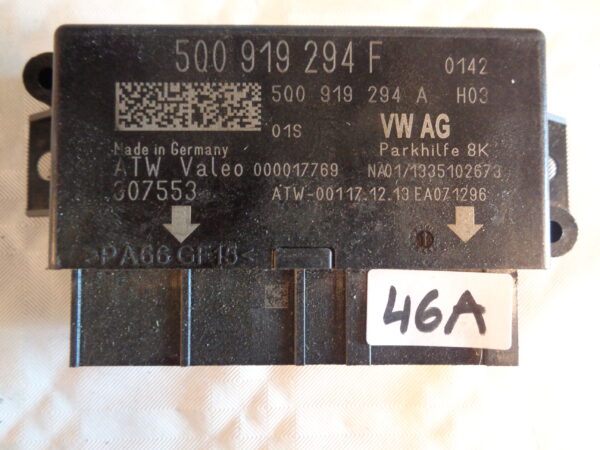 5Q0 919 294 F 0142
5Q0 919 294 A H03
01S VW AG
Made in Germany Parkhilfe 8K
ATW Valeo 000017769 NA01/1335102673
307553 ATW-00117.12.13 EA071296
>PA66 GF15<
46A